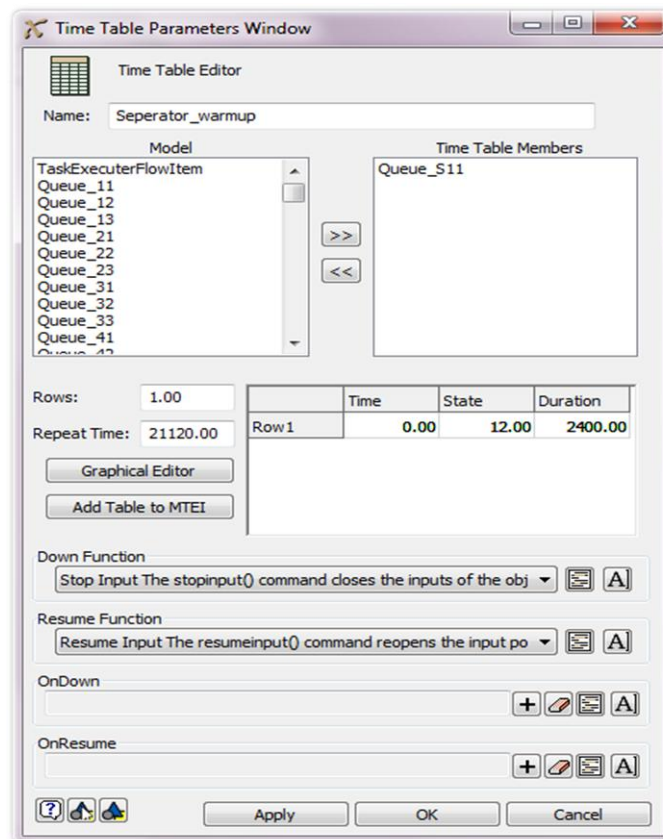 Time Table Parameters Window
Time Table Editor
Name: Seperator_warmup
Model
Time Table Members
TaskExecuterFlowItem
Queue_11
Queue_12
Queue_13
Queue_21
Queue_22
Queue_23
Queue_31
Queue_32
Queue_33
Queue_41
Queue_S11
>>
<<
Rows: 1.00
Repeat Time: 21120.00
Graphical Editor
Add Table to MTEI
Time State Duration
Row1 0.00 12.00 2400.00
Down Function
Stop Input The stopinput() command closes the inputs of the obj
Resume Function
Resume Input The resumeinput() command reopens the input po
OnDown
OnResume
Apply OK Cancel